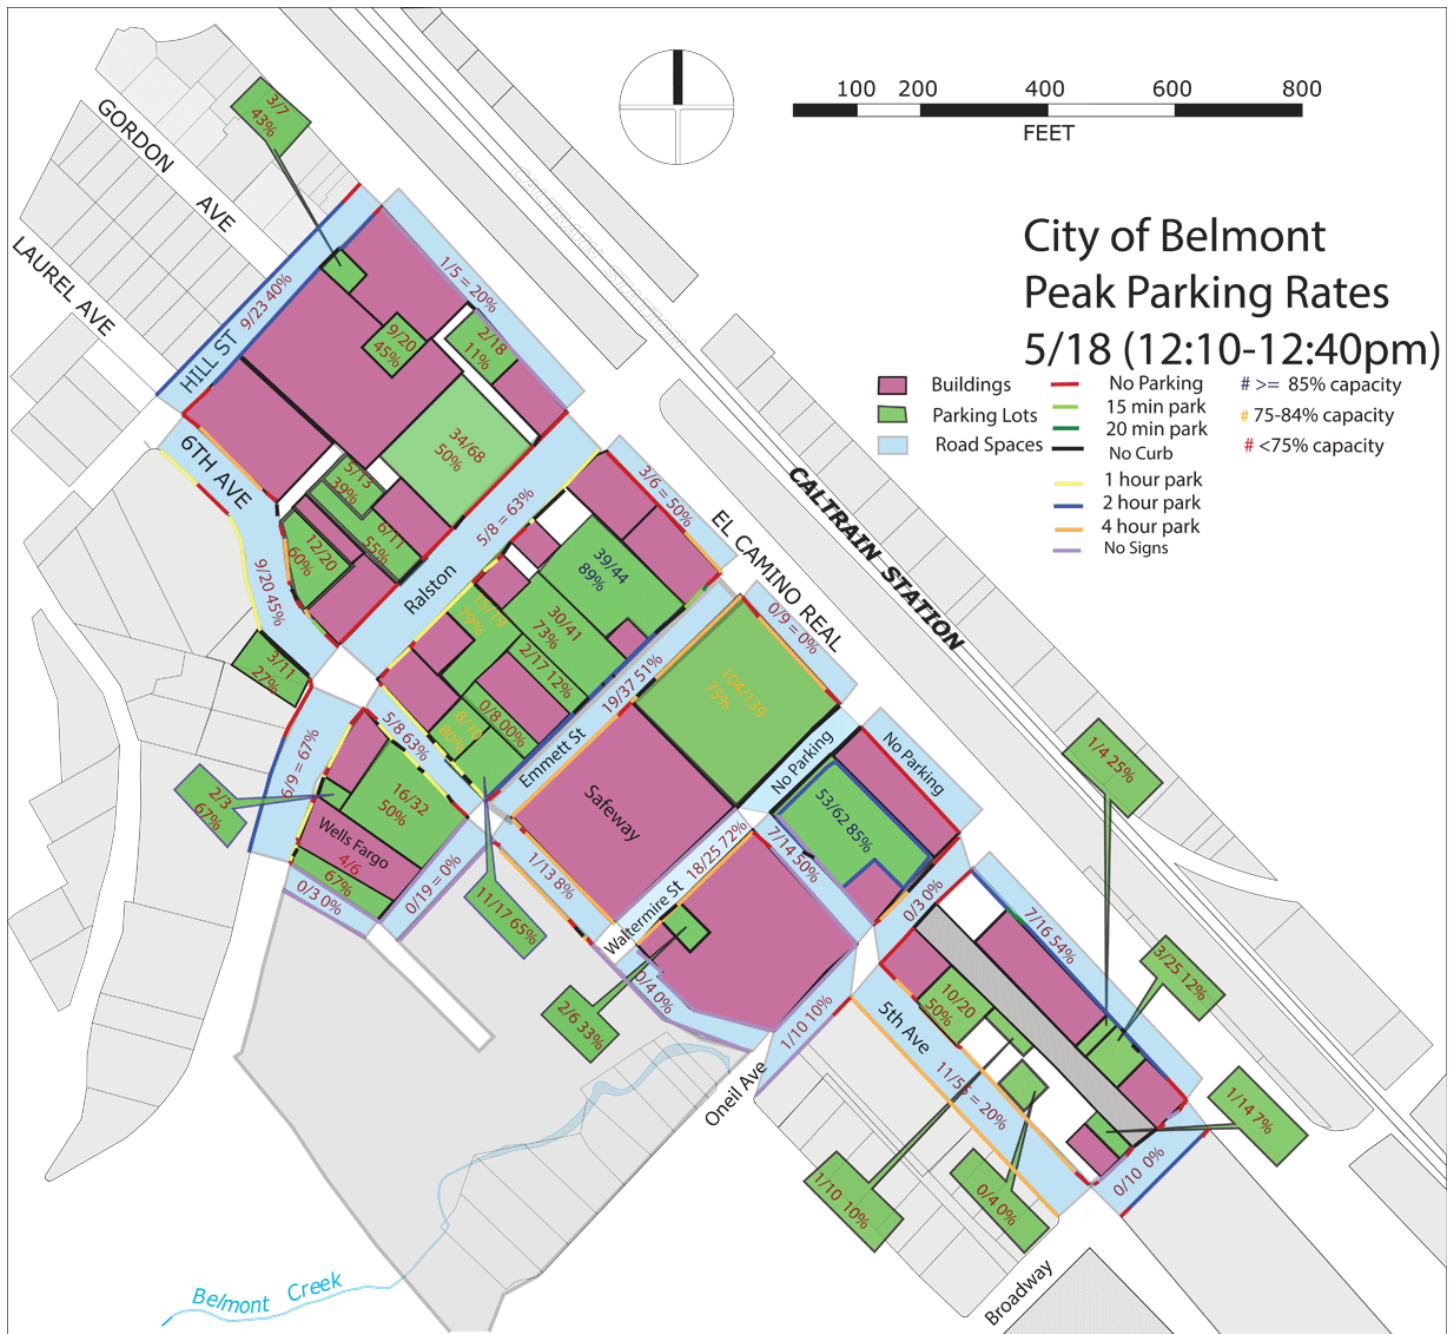 GORDON
AVE
LAUREL AVE
3/7
43%
100 200 400 600 800
FEET
CALTRAIN STATION
City of Belmont
Peak Parking Rates
5/18 (12:10-12:40pm)
Buildings
Parking Lots
Road Spaces
No Parking
15 min park
20 min park
No Curb
1 hour park
2 hour park
4 hour park
No Signs
# >= 85% capacity
# 75-84% capacity
# <75% capacity
HILL ST
9/23 40%
1/5 = 20%
9/20
45%
2/18
11%
34/68
50%
6TH AVE
5/13
39%
6/11
55%
12/20
60%
9/20 45%
3/11
27%
Ralston
5/8 = 63%
3/6 = 50%
EL CAMINO REAL
CALTRAIN STATION
39/44
89%
30/41
73%
15/19
79%
2/17 12%
0/8 00%
8/10
80%
19/37 51%
Emmett St
0/9 = 0%
104/139
75%
Safeway
No Parking
No Parking
53/62 85%
5/8 63%
6/9 = 67%
2/3
67%
16/32
50%
Wells Fargo
4/6
67%
0/3 0%
0/19 = 0%
11/17 65%
1/13 8%
18/25 72%
Waltermire St
7/14 50%
0/3 0%
2/6 33%
0/4 0%
1/10 10%
Oneil Ave
5th Ave
10/20
50%
11/55 = 20%
7/16 54%
1/4 25%
3/25 12%
1/14 7%
0/10 0%
1/10 10%
0/4 0%
Broadway
Belmont Creek